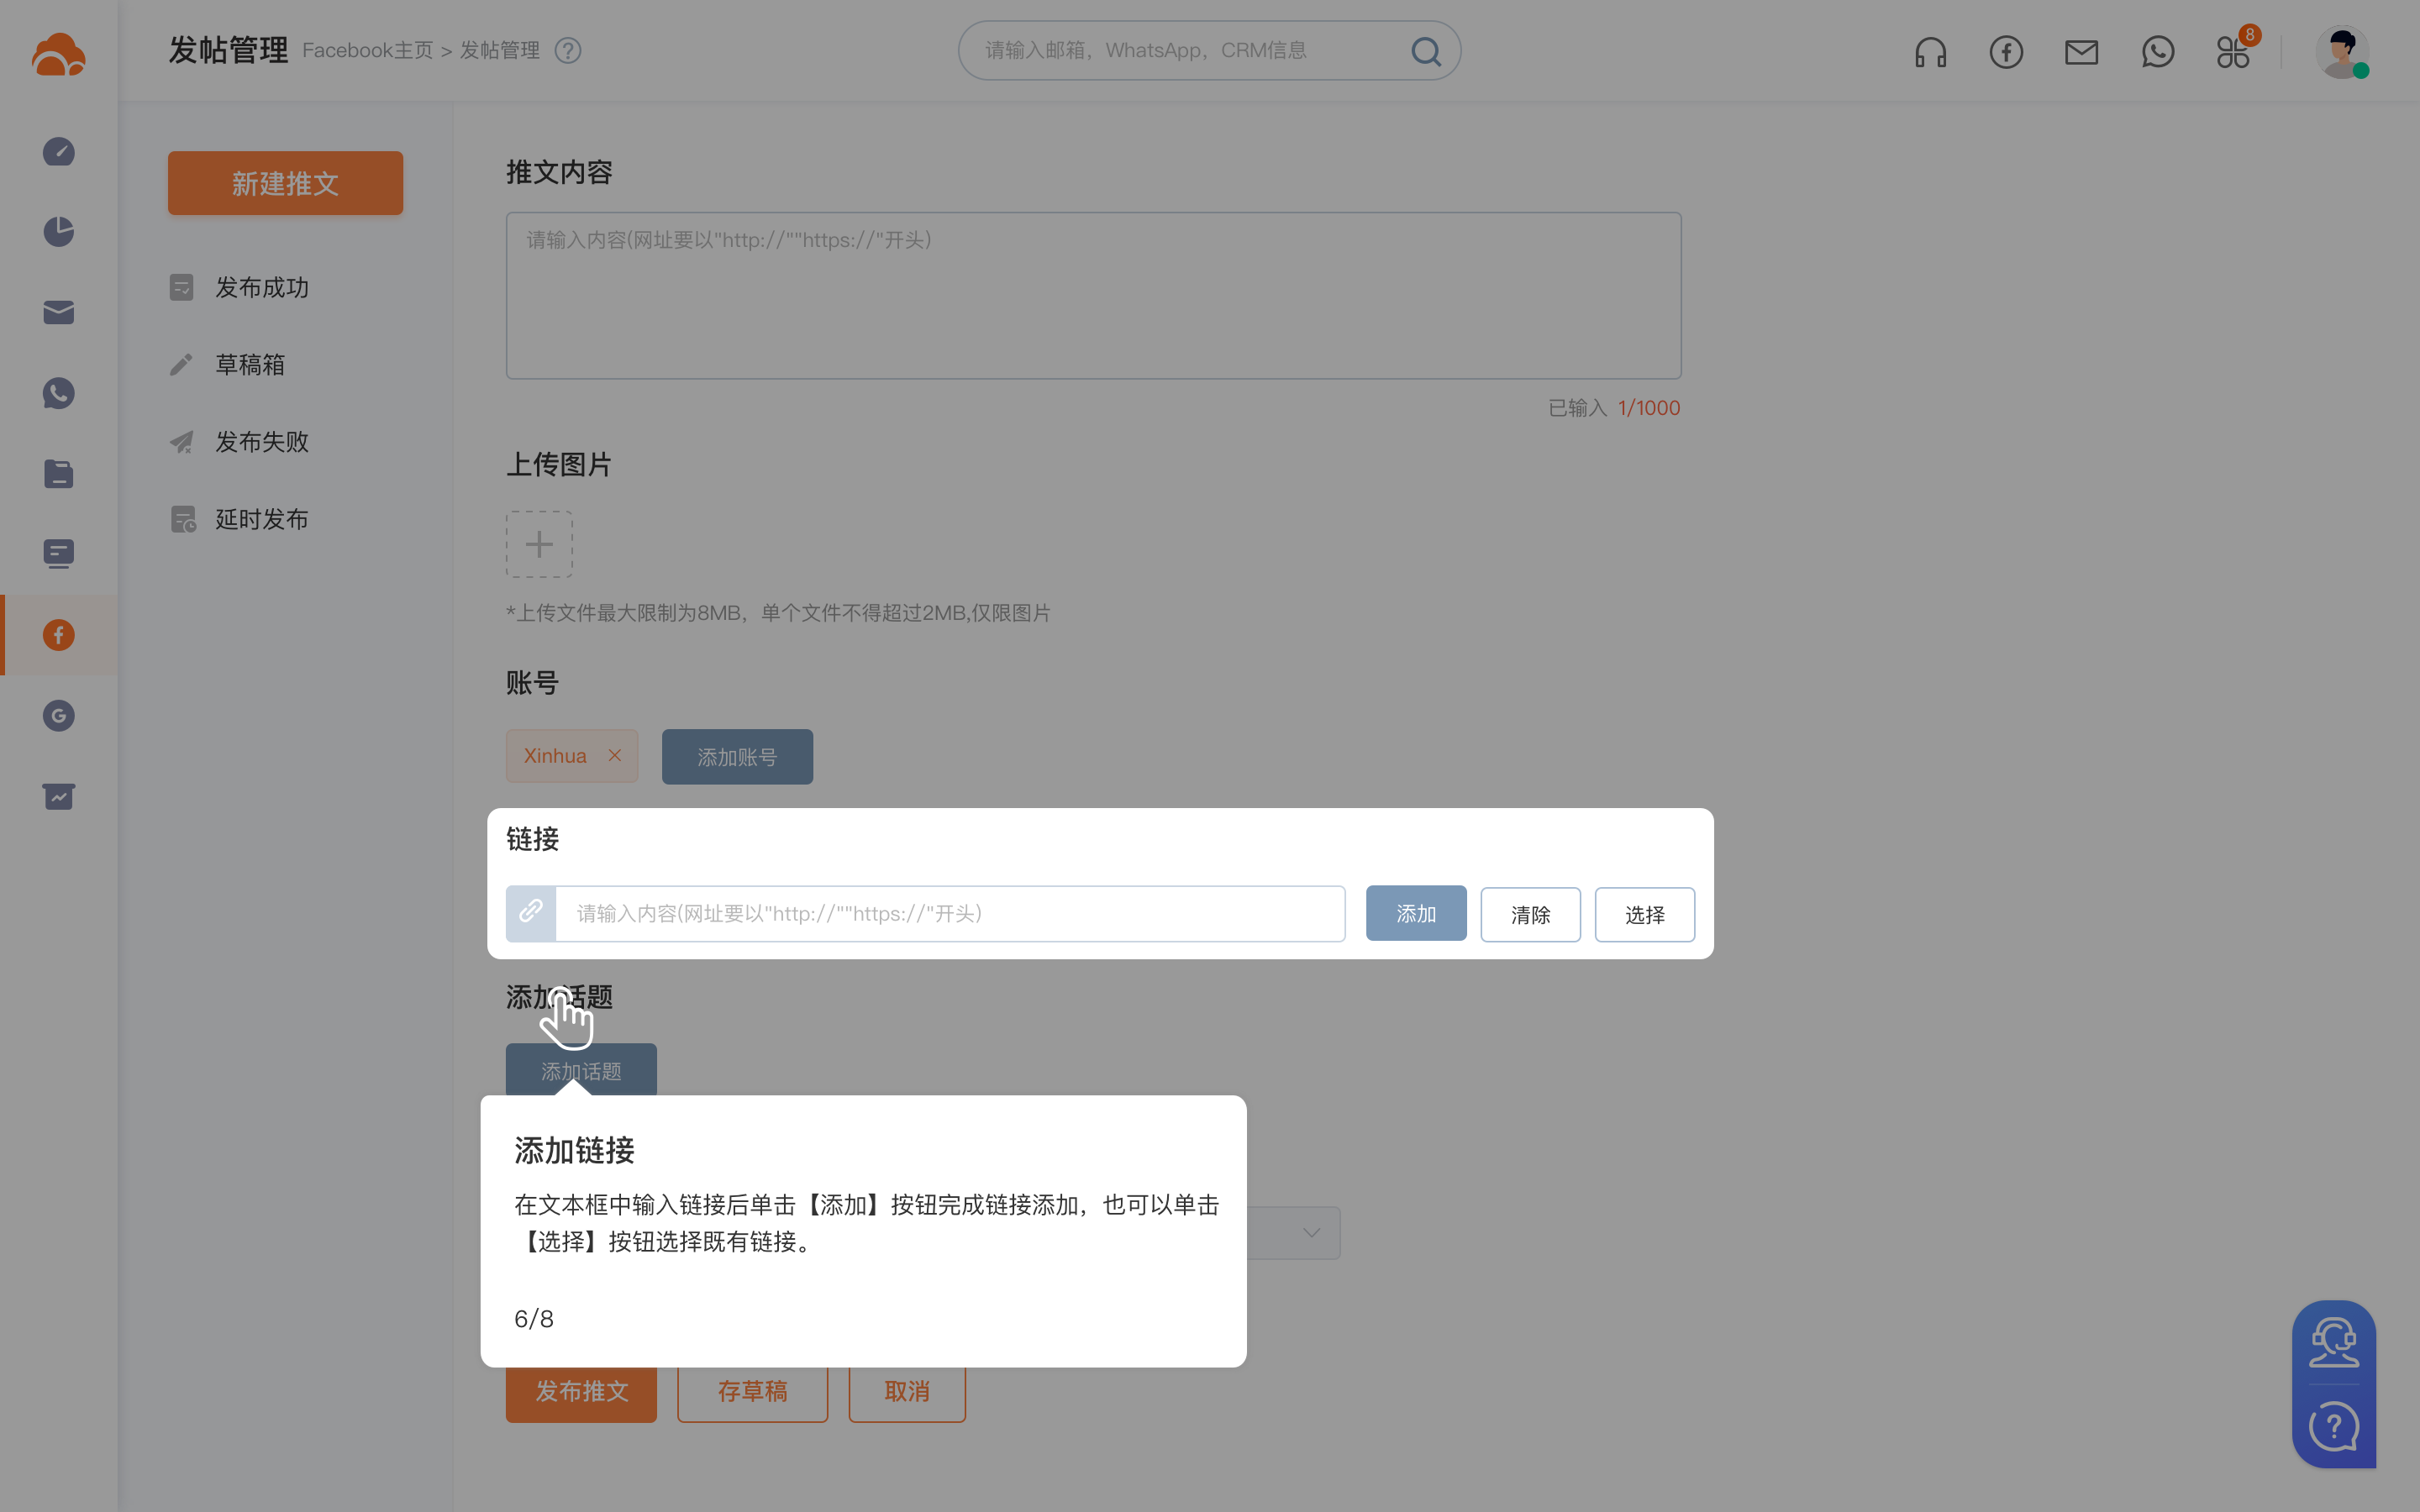 发帖管理 Facebook主页 > 发帖管理 ?
请输入邮箱，WhatsApp，CRM信息
8
新建推文
发布成功
草稿箱
发布失败
延时发布
推文内容
请输入内容(网址要以"http://""https://"开头)
已输入 1/1000
上传图片
*上传文件最大限制为8MB，单个文件不得超过2MB,仅限图片
账号
Xinhua × 添加账号
链接
请输入内容(网址要以"http://""https://"开头) 添加 清除 选择
添加话题
添加话题
添加链接
在文本框中输入链接后单击【添加】按钮完成链接添加，也可以单击
【选择】按钮选择既有链接。
6/8
发布推文 存草稿 取消